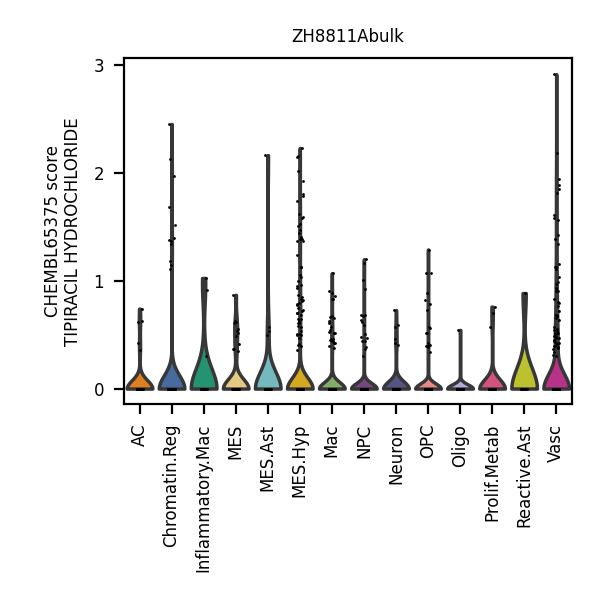 ZH8811Abulk
CHEMBL65375 score
TIPIRACIL HYDROCHLORIDE
3
2
1
0
AC
Chromatin.Reg
Inflammatory.Mac
MES
MES.Ast
MES.Hyp
Mac
NPC
Neuron
OPC
Oligo
Prolif.Metab
Reactive.Ast
Vasc